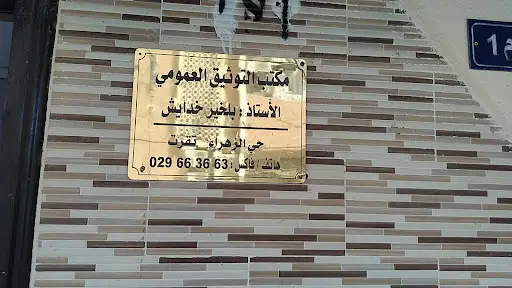 مكتب التوثيق العمومي
الأستاذ : بلخير خدايش
حي الزهراء تقرت
هاتف / فاكس : 029 66 36 63